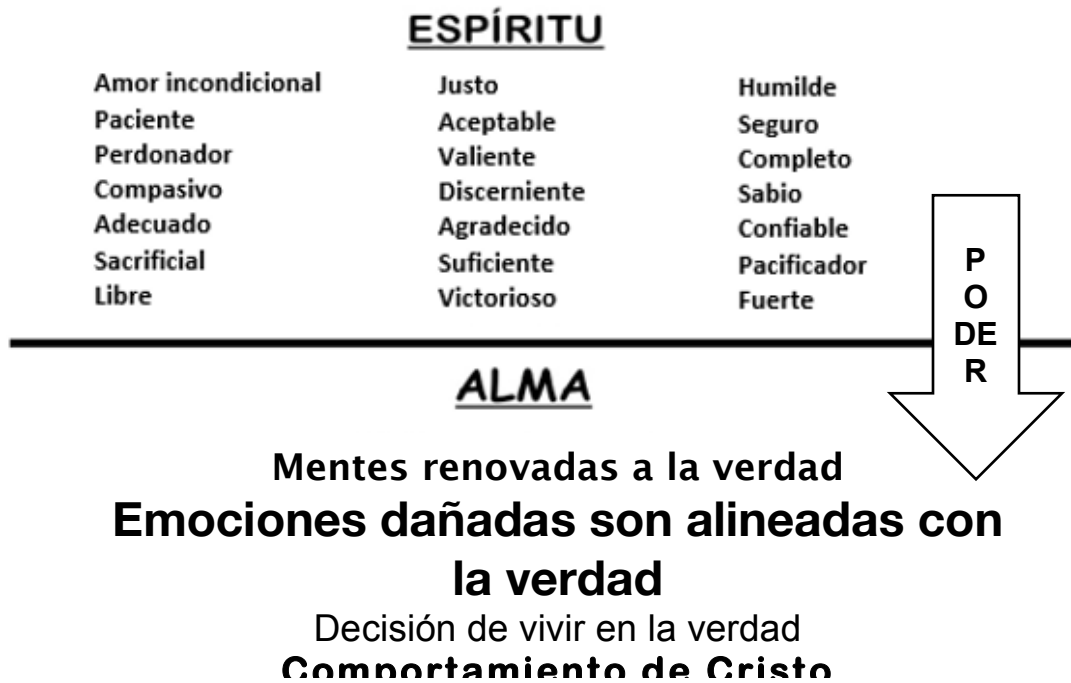 ESPÍRITU
Amor incondicional Justo Humilde
Paciente Aceptable Seguro
Perdonador Valiente Completo
Compasivo Discerniente Sabio
Adecuado Agradecido Confiable
Sacrificial Suficiente Pacificador
Libre Victorioso Fuerte
P
O
DE
R
ALMA
Mentes renovadas a la verdad
Emociones dañadas son alineadas con
la verdad
Decisión de vivir en la verdad
Comportamiento de Cristo